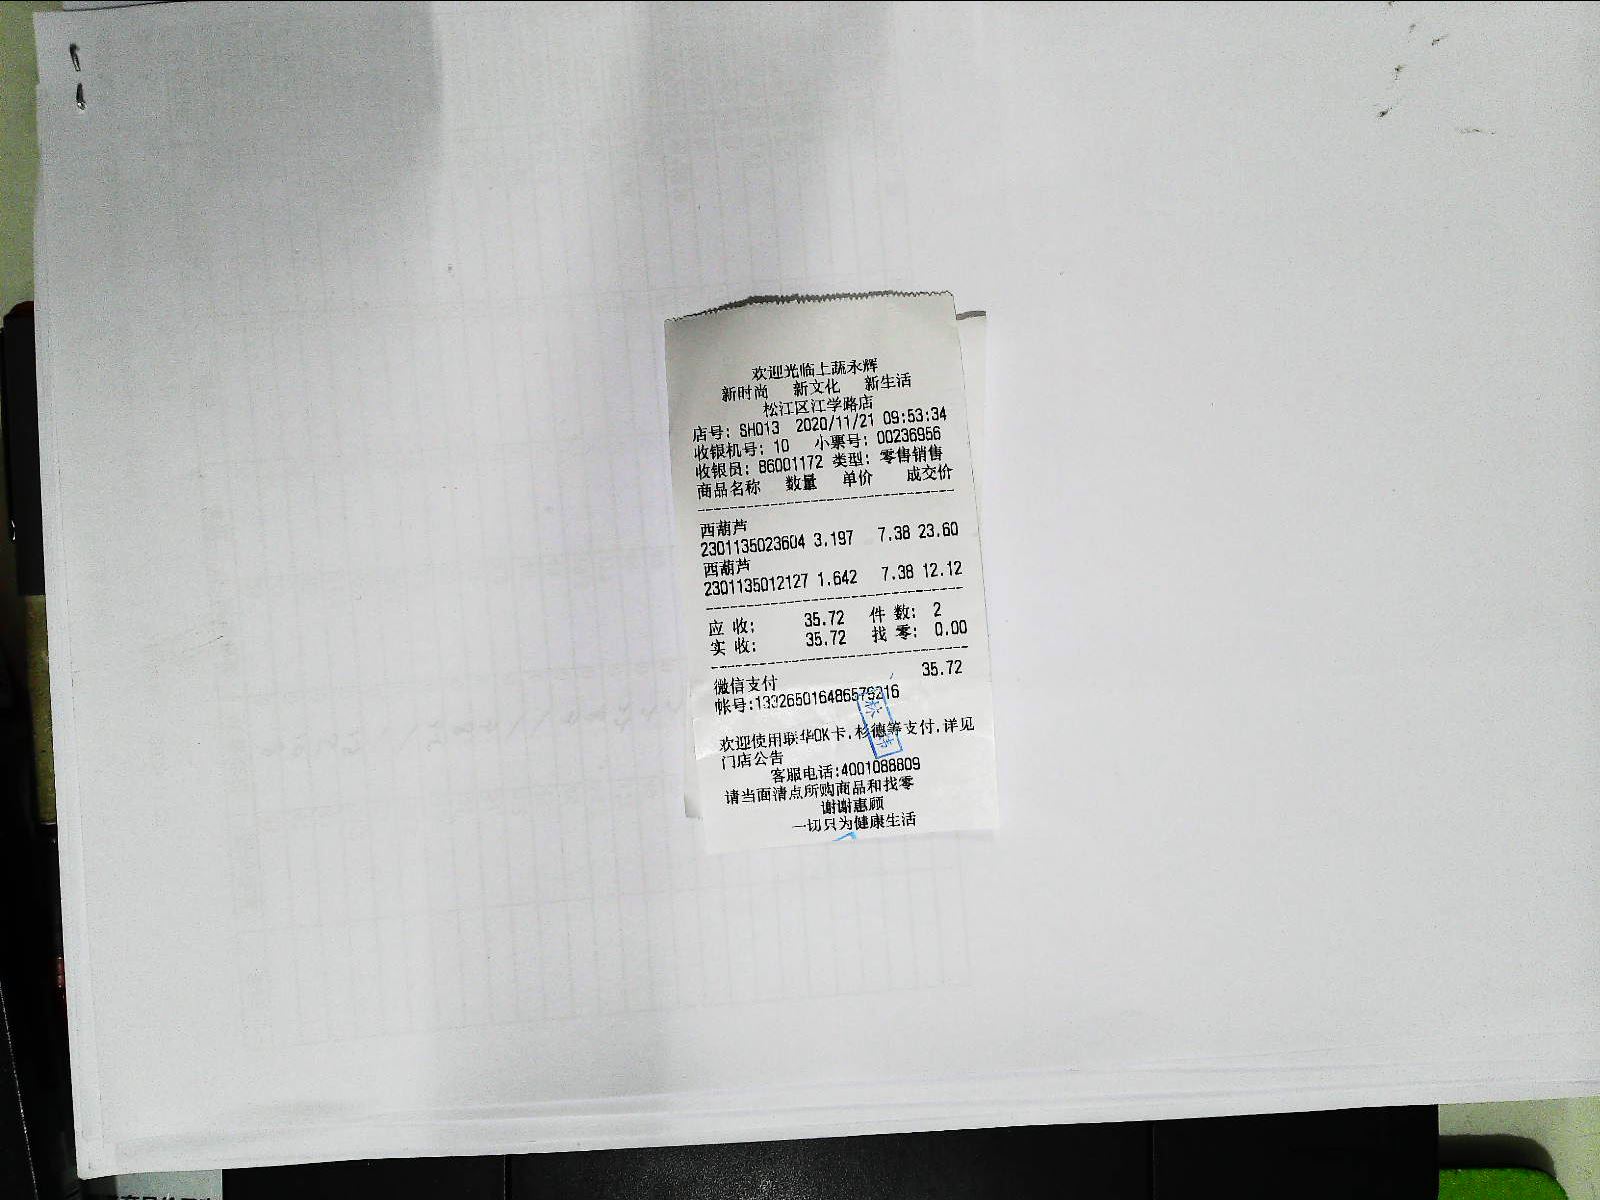 欢迎光临上蔬永辉
新时尚 新文化 新生活
松江区江学路店
店号: SH013 2020/11/21 09:53:34
收银机号: 10 小票号: 00236956
收银员: 86001172 类型: 零售销售
商品名称 数量 单价 成交价
西葫芦
2301135023604 3.197 7.38 23.60
西葫芦
2301135012127 1.642 7.38 12.12
应 收: 35.72 件 数: 2
实 收: 35.72 找 零: 0.00
微信支付 35.72
帐号:133265016486579216
欢迎使用联华OK卡,杉德等支付,详见
门店公告
客服电话:4001088809
请当面清点所购商品和找零
谢谢惠顾
一切只为健康生活